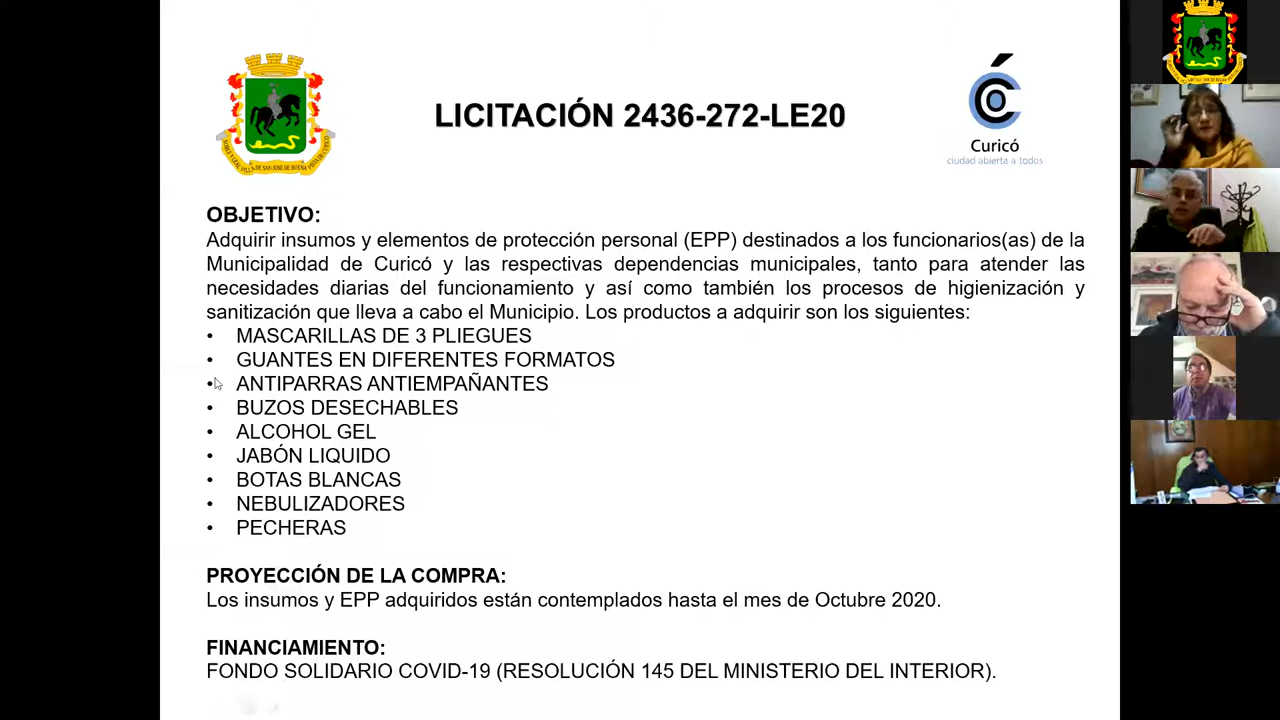 LICITACIÓN 2436-272-LE20
Curicó
ciudad abierta a todos
OBJETIVO:
Adquirir insumos y elementos de protección personal (EPP) destinados a los funcionarios(as) de la
Municipalidad de Curicó y las respectivas dependencias municipales, tanto para atender las
necesidades diarias del funcionamiento y así como también los procesos de higienización y
sanitización que lleva a cabo el Municipio. Los productos a adquirir son los siguientes:
• MASCARILLAS DE 3 PLIEGUES
• GUANTES EN DIFERENTES FORMATOS
• ANTIPARRAS ANTIEMPAÑANTES
• BUZOS DESECHABLES
• ALCOHOL GEL
• JABÓN LIQUIDO
• BOTAS BLANCAS
• NEBULIZADORES
• PECHERAS
PROYECCIÓN DE LA COMPRA:
Los insumos y EPP adquiridos están contemplados hasta el mes de Octubre 2020.
FINANCIAMIENTO:
FONDO SOLIDARIO COVID-19 (RESOLUCIÓN 145 DEL MINISTERIO DEL INTERIOR).